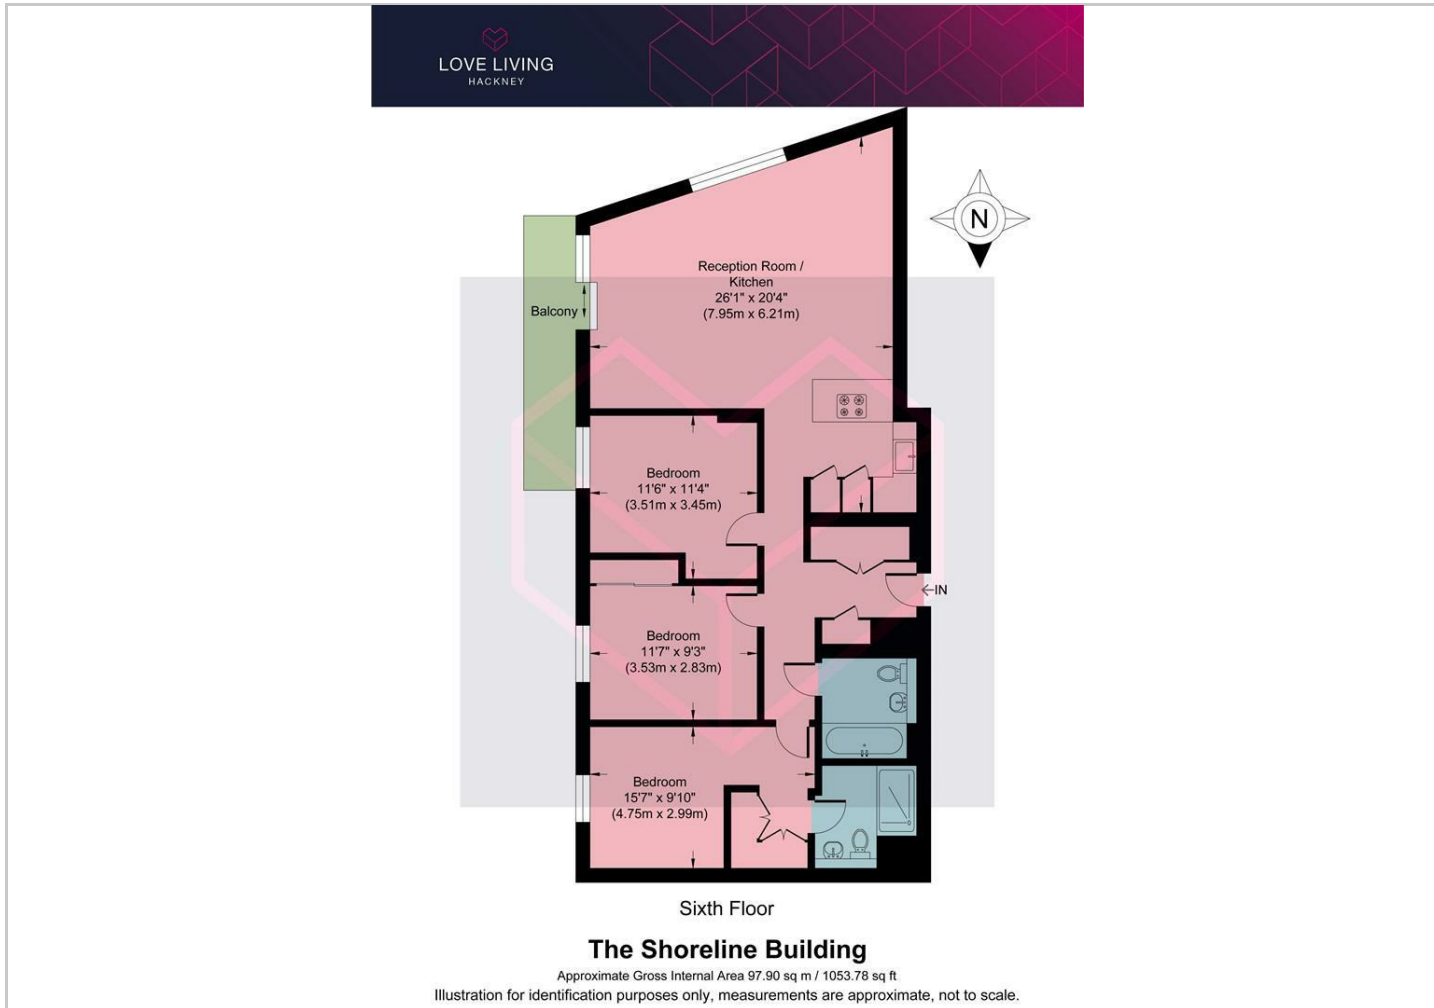 LOVE LIVING
HACKNEY
N
Reception Room /
Kitchen
26'1" x 20'4"
(7.95m x 6.21m)
Balcony
Bedroom
11'6" x 11'4"
(3.51m x 3.45m)
IN
Bedroom
11'7" x 9'3"
(3.53m x 2.83m)
Bedroom
15'7" x 9'10"
(4.75m x 2.99m)
Sixth Floor
The Shoreline Building
Approximate Gross Internal Area 97.90 sq m / 1053.78 sq ft
Illustration for identification purposes only, measurements are approximate, not to scale.